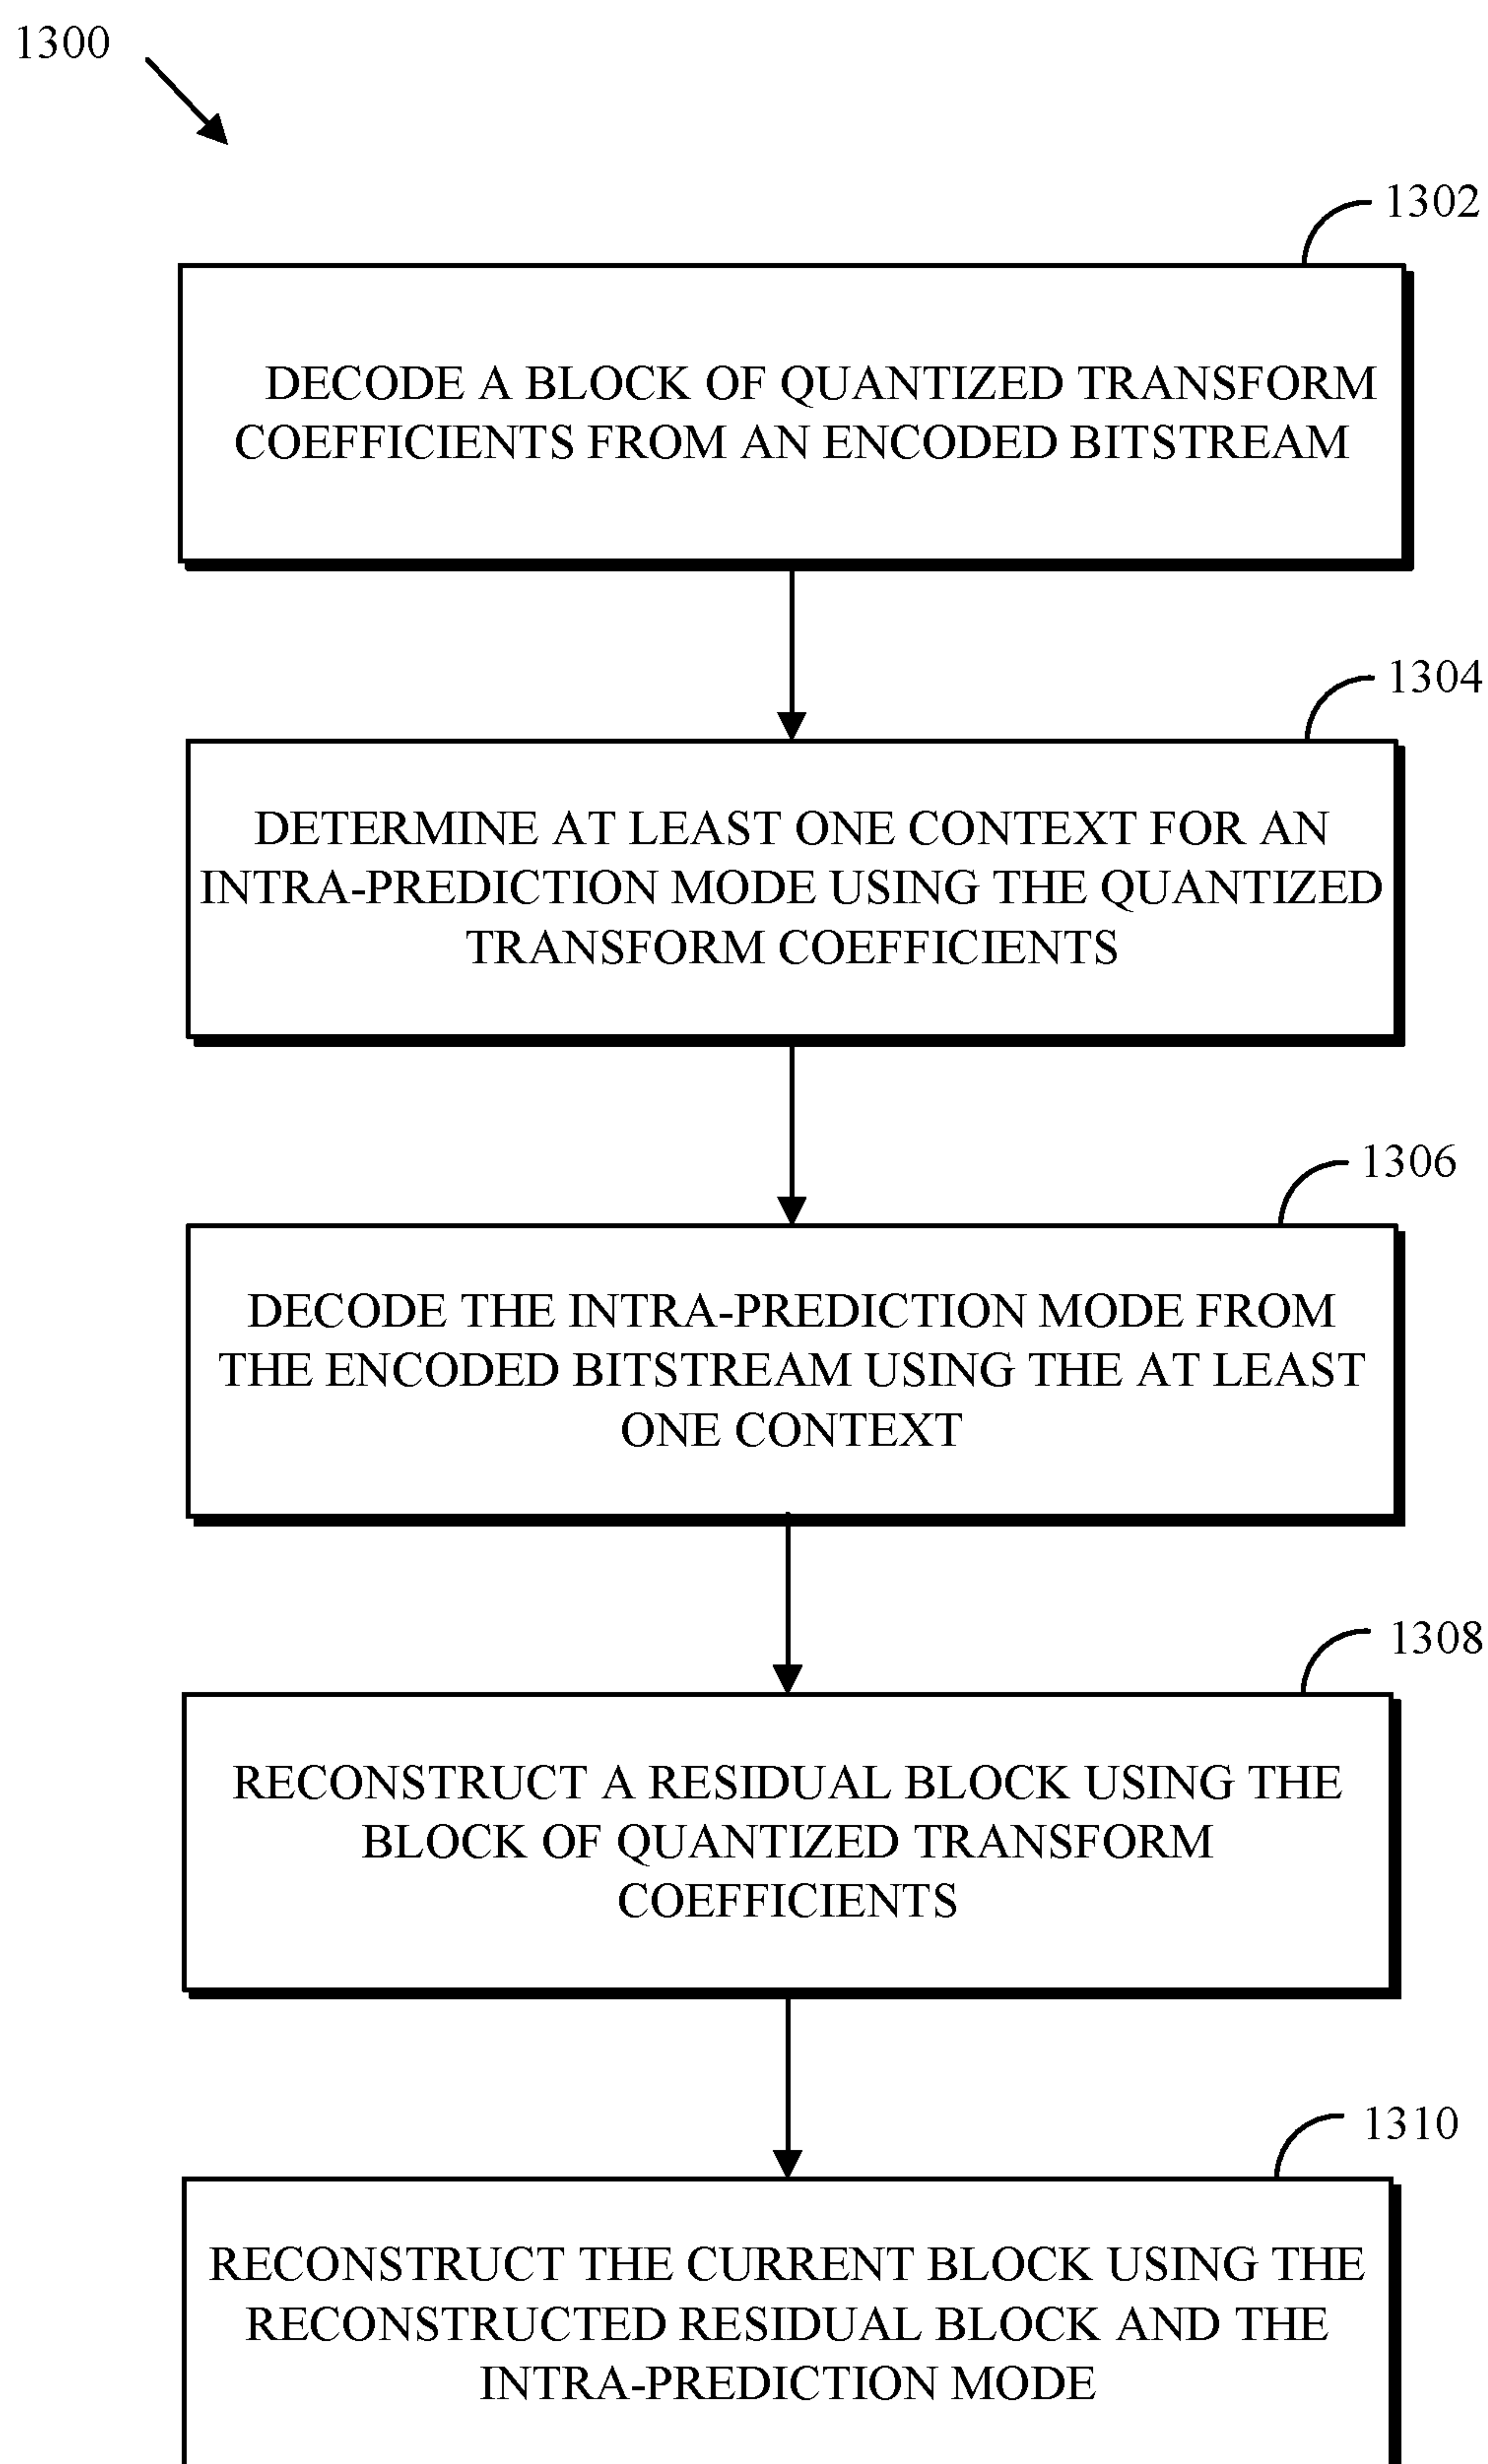 1300
1302
DECODE A BLOCK OF QUANTIZED TRANSFORM
COEFFICIENTS FROM AN ENCODED BITSTREAM
1304
DETERMINE AT LEAST ONE CONTEXT FOR AN
INTRA-PREDICTION MODE USING THE QUANTIZED
TRANSFORM COEFFICIENTS
1306
DECODE THE INTRA-PREDICTION MODE FROM
THE ENCODED BITSTREAM USING THE AT LEAST
ONE CONTEXT
1308
RECONSTRUCT A RESIDUAL BLOCK USING THE
BLOCK OF QUANTIZED TRANSFORM
COEFFICIENTS
1310
RECONSTRUCT THE CURRENT BLOCK USING THE
RECONSTRUCTED RESIDUAL BLOCK AND THE
INTRA-PREDICTION MODE